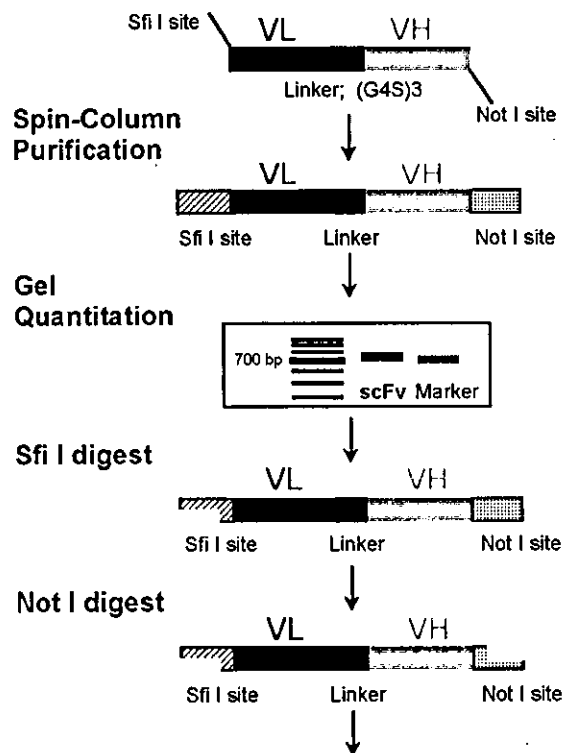 Sfi I site
VL
VH
Linker; (G4S)3
Not I site
Spin-Column
Purification
VL
VH
Sfi I site
Linker
Not I site
Gel
Quantitation
700 bp
scFv
Marker
Sfi I digest
VL
VH
Sfi I site
Linker
Not I site
Not I digest
VL
VH
Sfi I site
Linker
Not I site